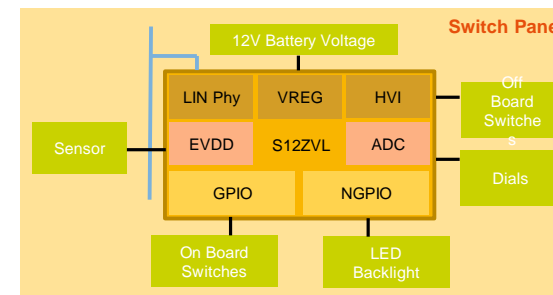 Switch Pane
12V Battery Voltage
LIN Phy
VREG
HVI
Off
Board
Switche
s
Sensor
EVDD
S12ZVL
ADC
Dials
GPIO
NGPIO
On Board
Switches
LED
Backlight